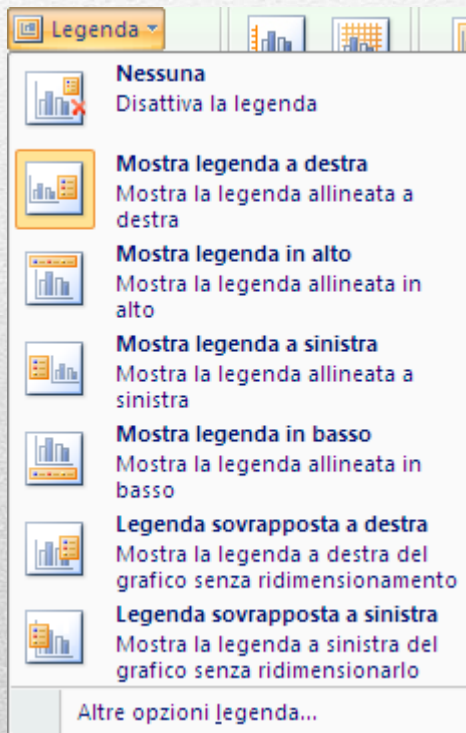 Legenda
Nessuna
Disattiva la legenda
Mostra legenda a destra
Mostra la legenda allineata a
destra
Mostra legenda in alto
Mostra la legenda allineata in
alto
Mostra legenda a sinistra
Mostra la legenda allineata a
sinistra
Mostra legenda in basso
Mostra la legenda allineata in
basso
Legenda sovrapposta a destra
Mostra la legenda a destra del
grafico senza ridimensionamento
Legenda sovrapposta a sinistra
Mostra la legenda a sinistra del
grafico senza ridimensionarlo
Altre opzioni legenda...